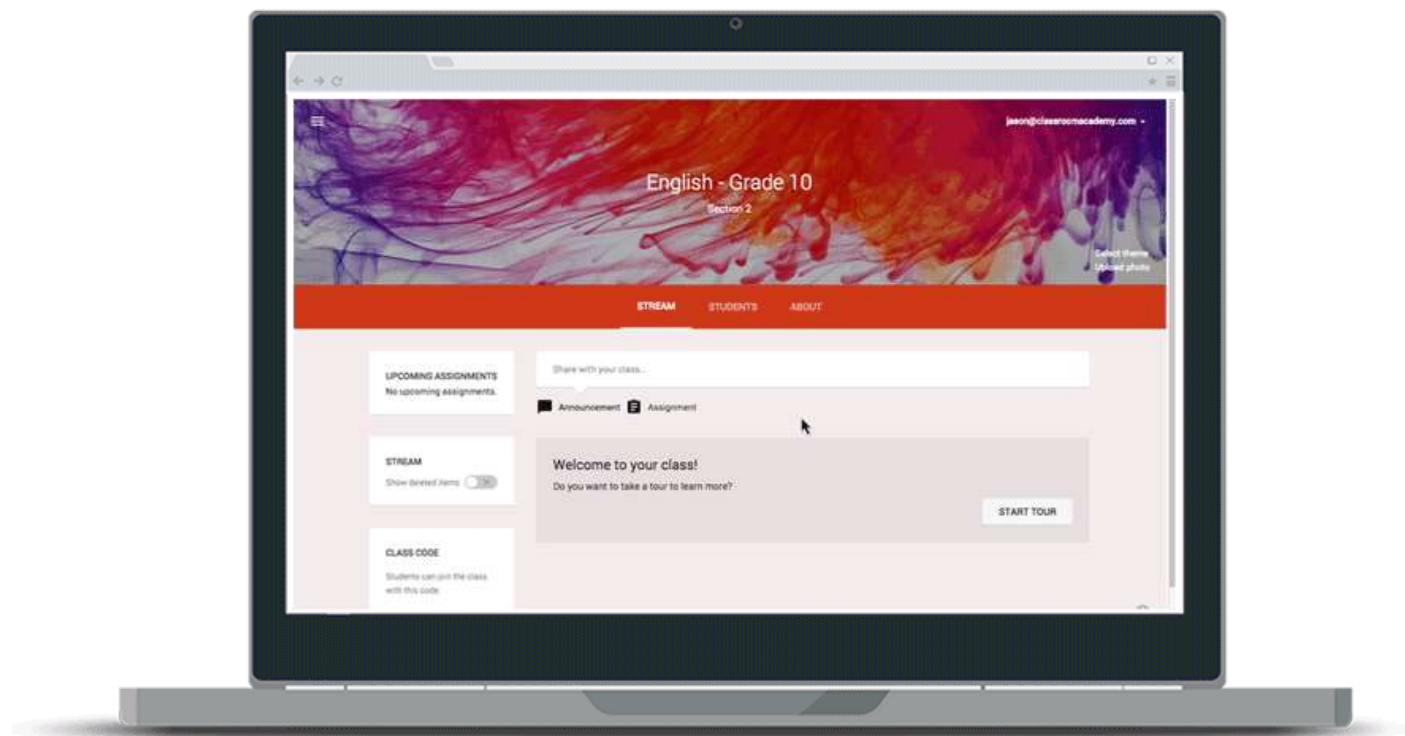 jason@classroomacademy.com
English - Grade 10
Section 2
Select theme
Upload photo
STREAM STUDENTS ABOUT
UPCOMING ASSIGNMENTS
No upcoming assignments.
Share with your class...
Announcement Assignment
STREAM
Show deleted items
Welcome to your class!
Do you want to take a tour to learn more?
START TOUR
CLASS CODE
Students can join the class
with this code: